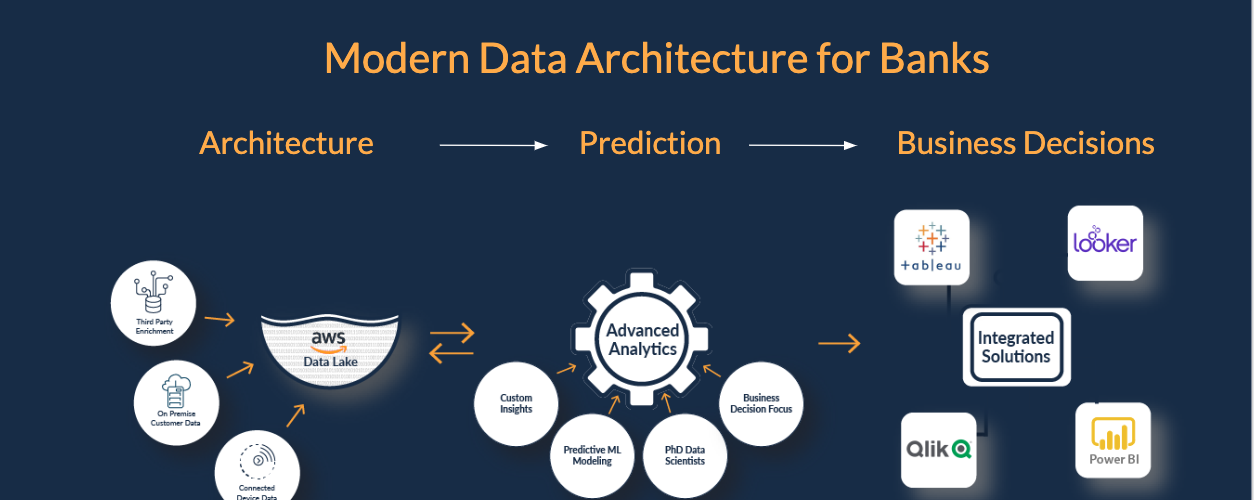 Modern Data Architecture for Banks
Architecture
Prediction
Business Decisions
Third Party
Enrichment
On Premise
Customer Data
Connected
Device Data
aws
Data Lake
Advanced
Analytics
Custom
Insights
Predictive ML
Modeling
PhD Data
Scientists
Business
Decision Focus
+ableau
looker
Integrated
Solutions
Qlik
Power BI